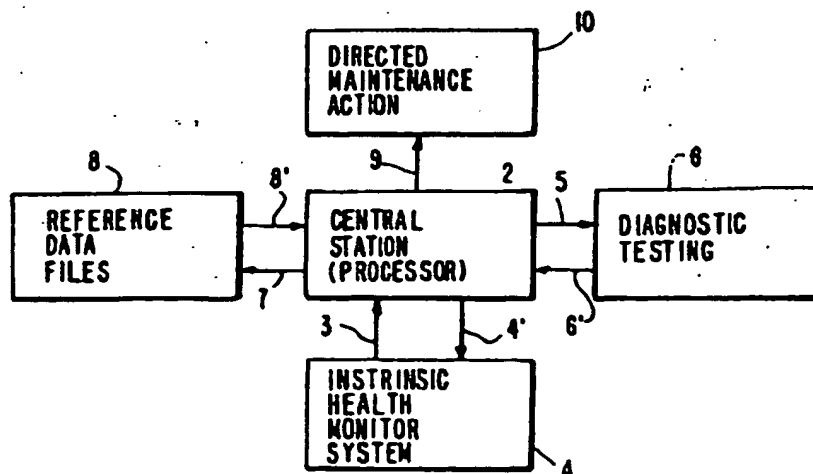 10
DIRECTED
MAINTENANCE
ACTION
9
2
8
8'
5
6
REFERENCE
DATA
FILES
CENTRAL
STATION
(PROCESSOR)
DIAGNOSTIC
TESTING
7
6'
3
4'
INSTRINSIC
HEALTH
MONITOR
SYSTEM
4